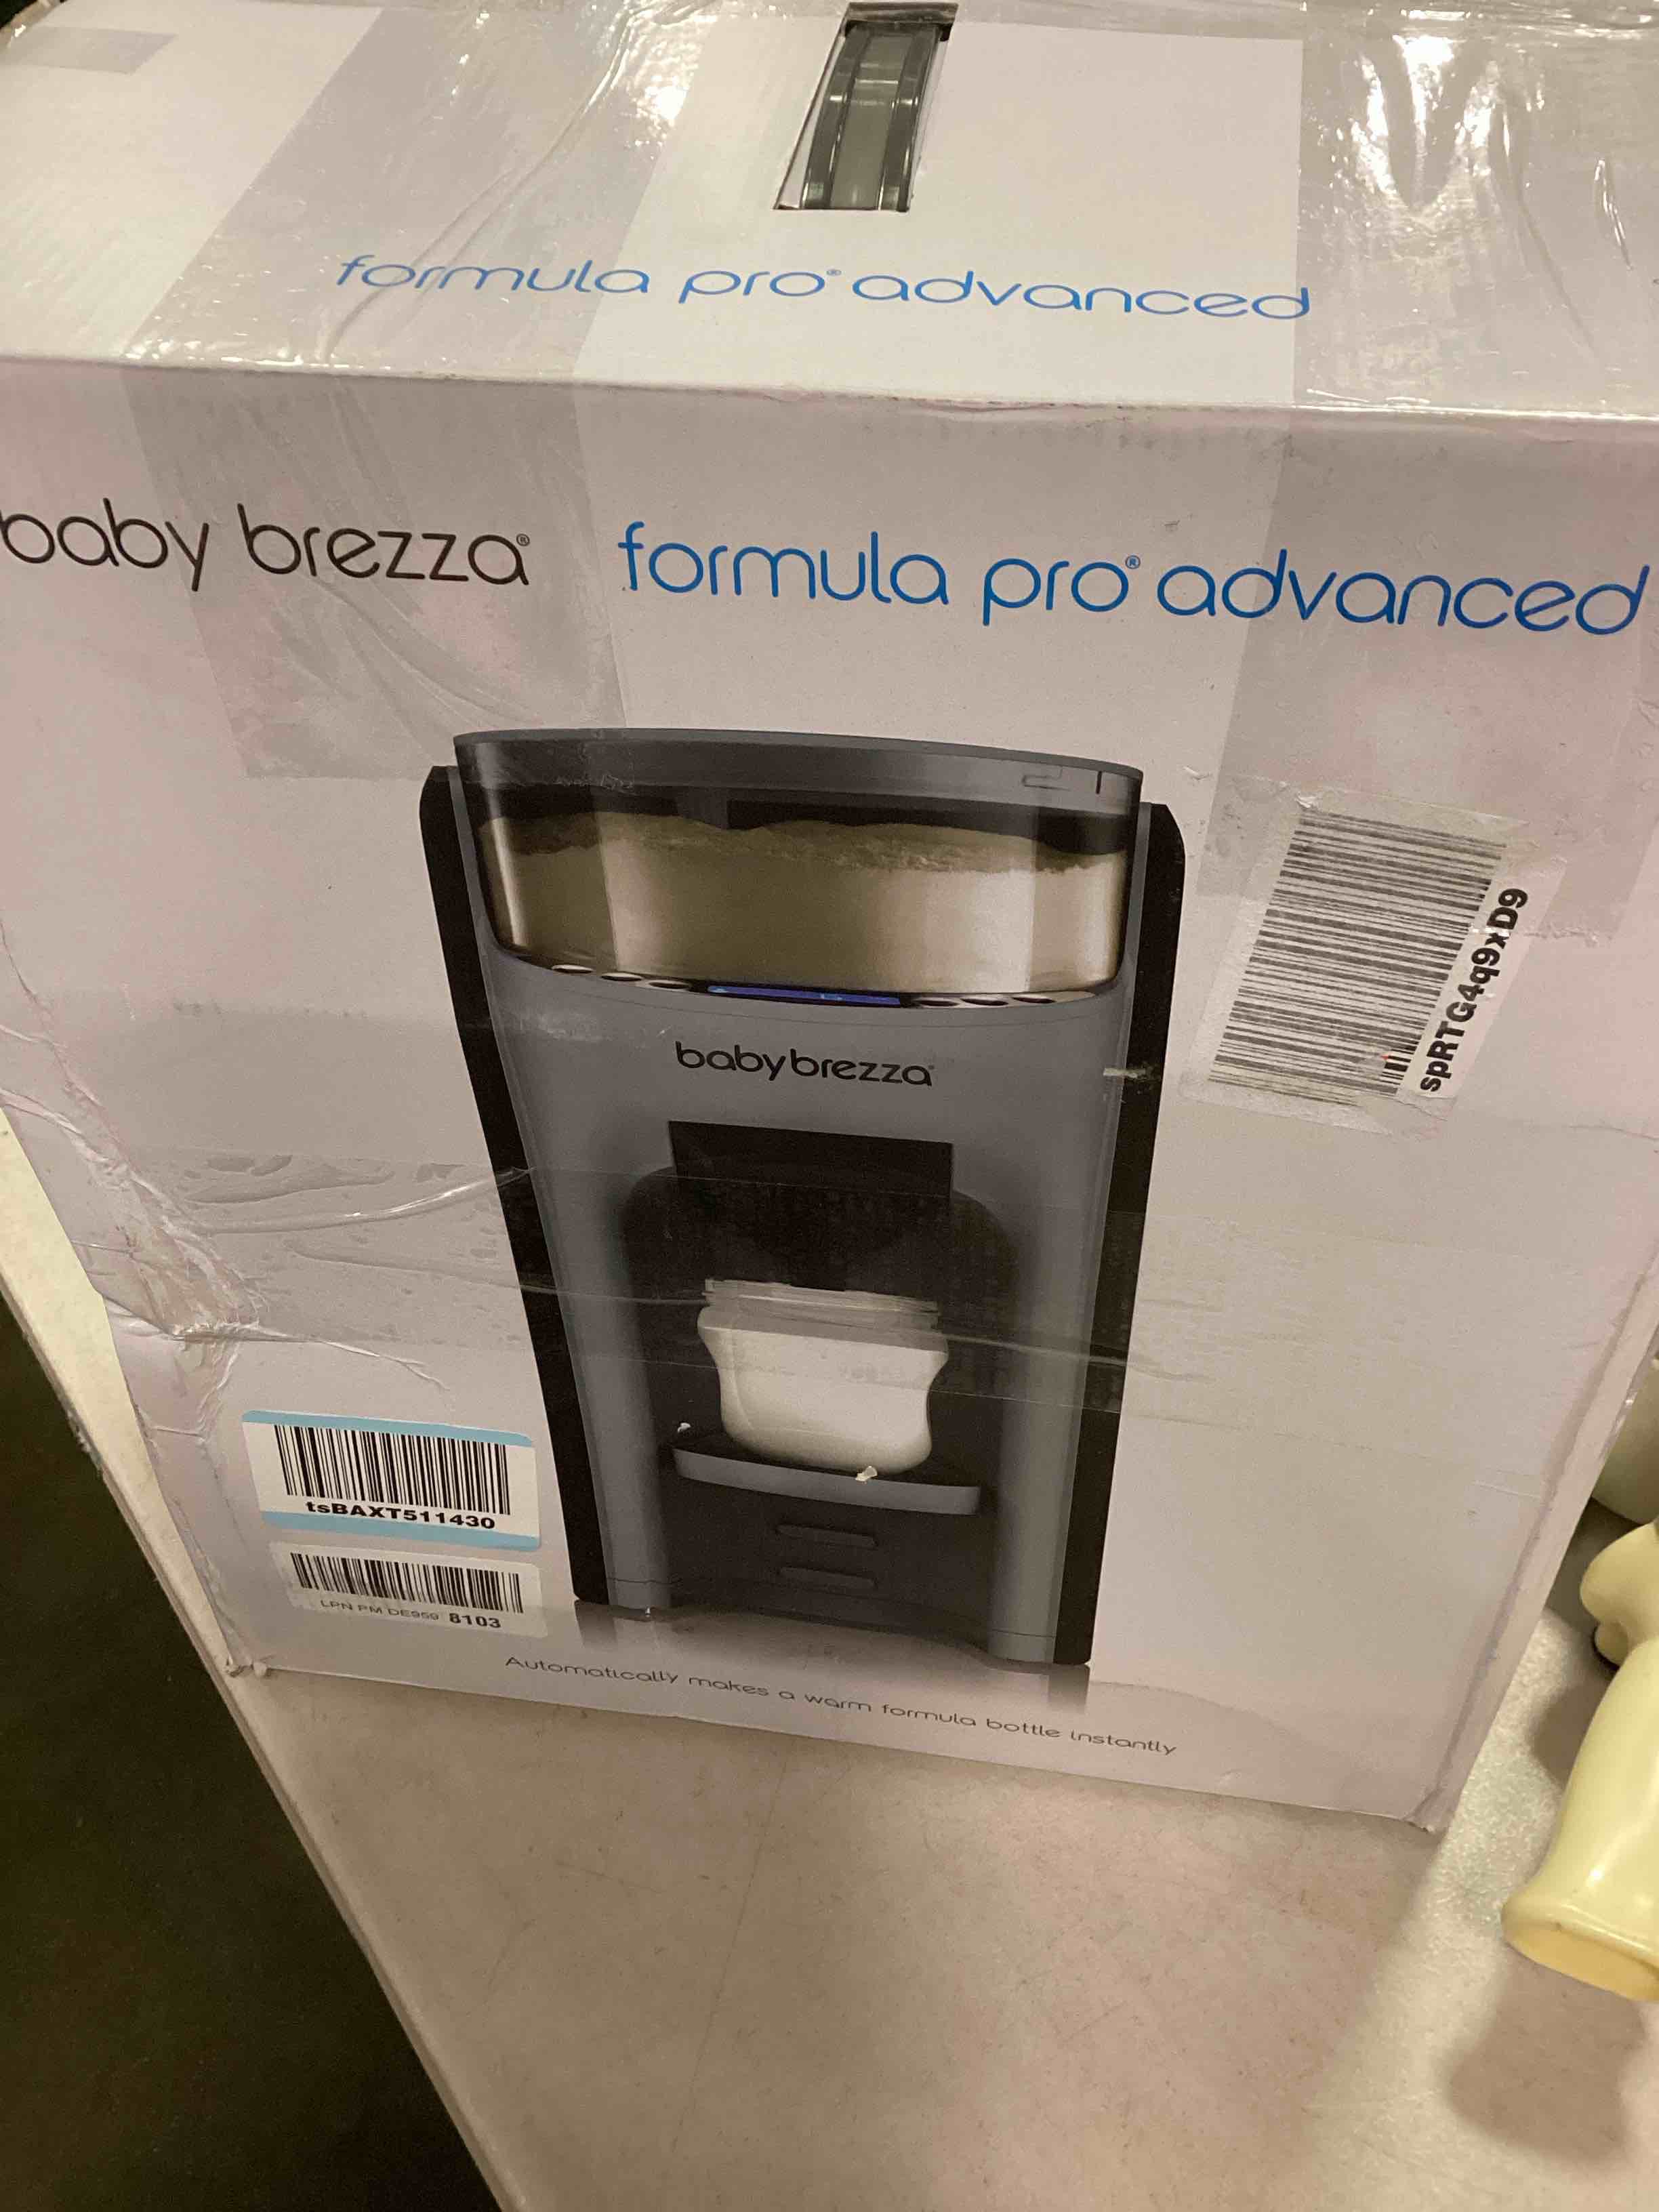 formula pro® advanced
baby brezza® formula pro® advanced
baby brezza
spRTG4q9xD9
tsBAXT511430
LPN PM DE959 8103
Automatically makes a warm formula bottle instantly